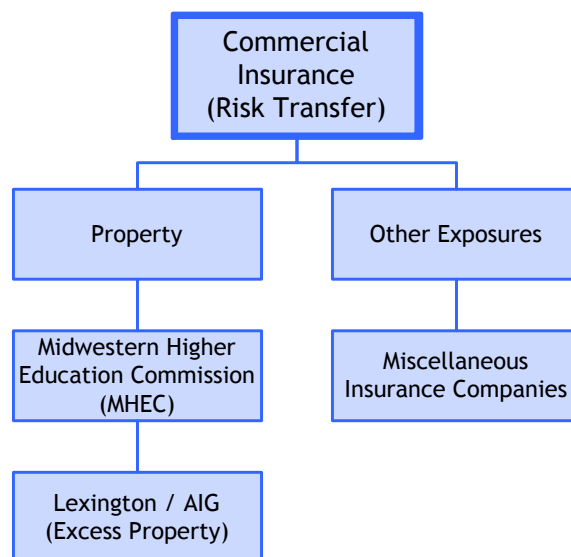 Commercial
Insurance
(Risk Transfer)
Property
Other Exposures
Midwestern Higher
Education Commission
(MHEC)
Miscellaneous
Insurance Companies
Lexington / AIG
(Excess Property)